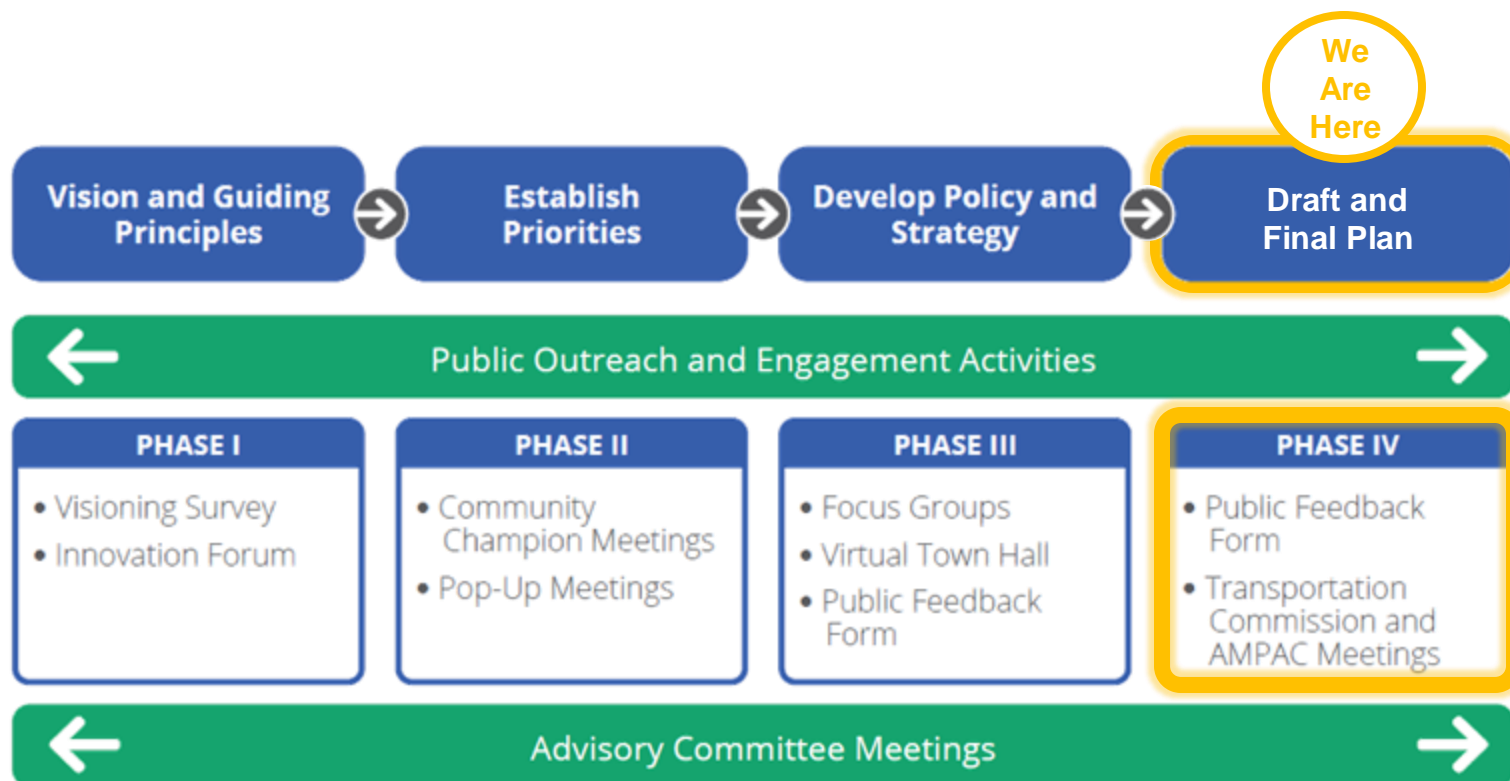 We
Are
Here
Vision and Guiding
Principles
Establish
Priorities
Develop Policy and
Strategy
Draft and
Final Plan
Public Outreach and Engagement Activities
PHASE I
• Visioning Survey
• Innovation Forum
PHASE II
• Community
Champion Meetings
• Pop-Up Meetings
PHASE III
• Focus Groups
• Virtual Town Hall
• Public Feedback
Form
PHASE IV
• Public Feedback
Form
• Transportation
Commission and
AMPAC Meetings
Advisory Committee Meetings